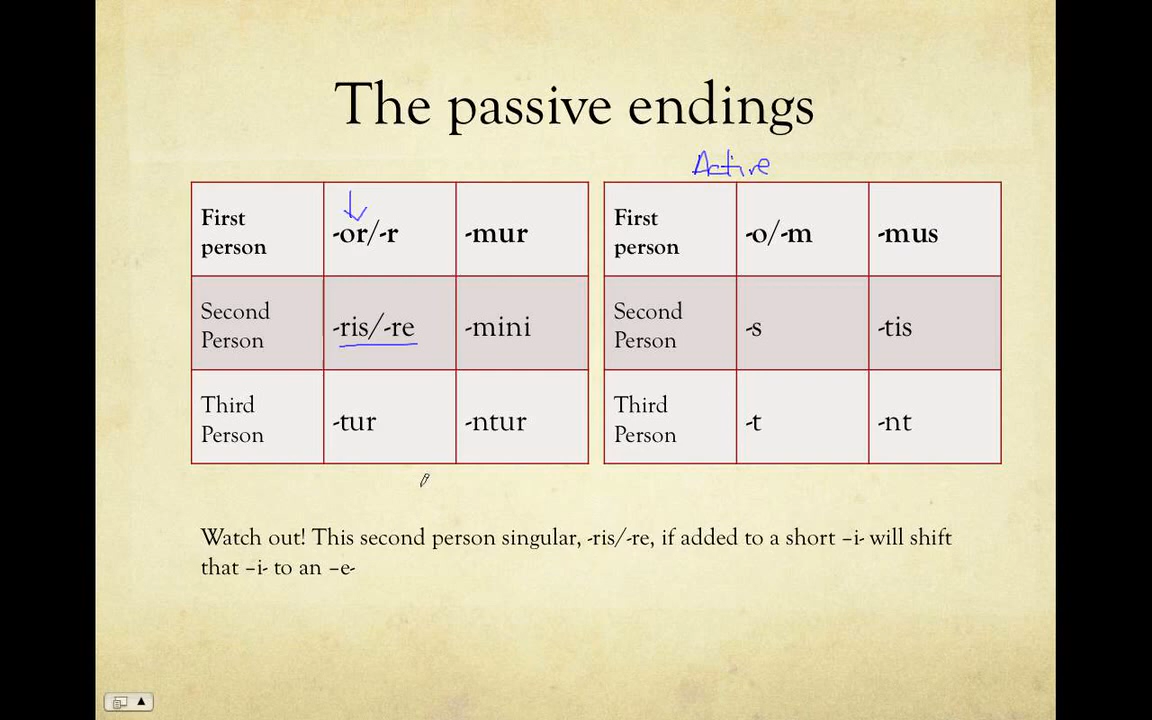 The passive endings
Active
First person -or/-r -mur
Second Person -ris/-re -mini
Third Person -tur -ntur
First person -o/-m -mus
Second Person -s -tis
Third Person -t -nt
Watch out! This second person singular, -ris/-re, if added to a short –i- will shift
that –i- to an –e-